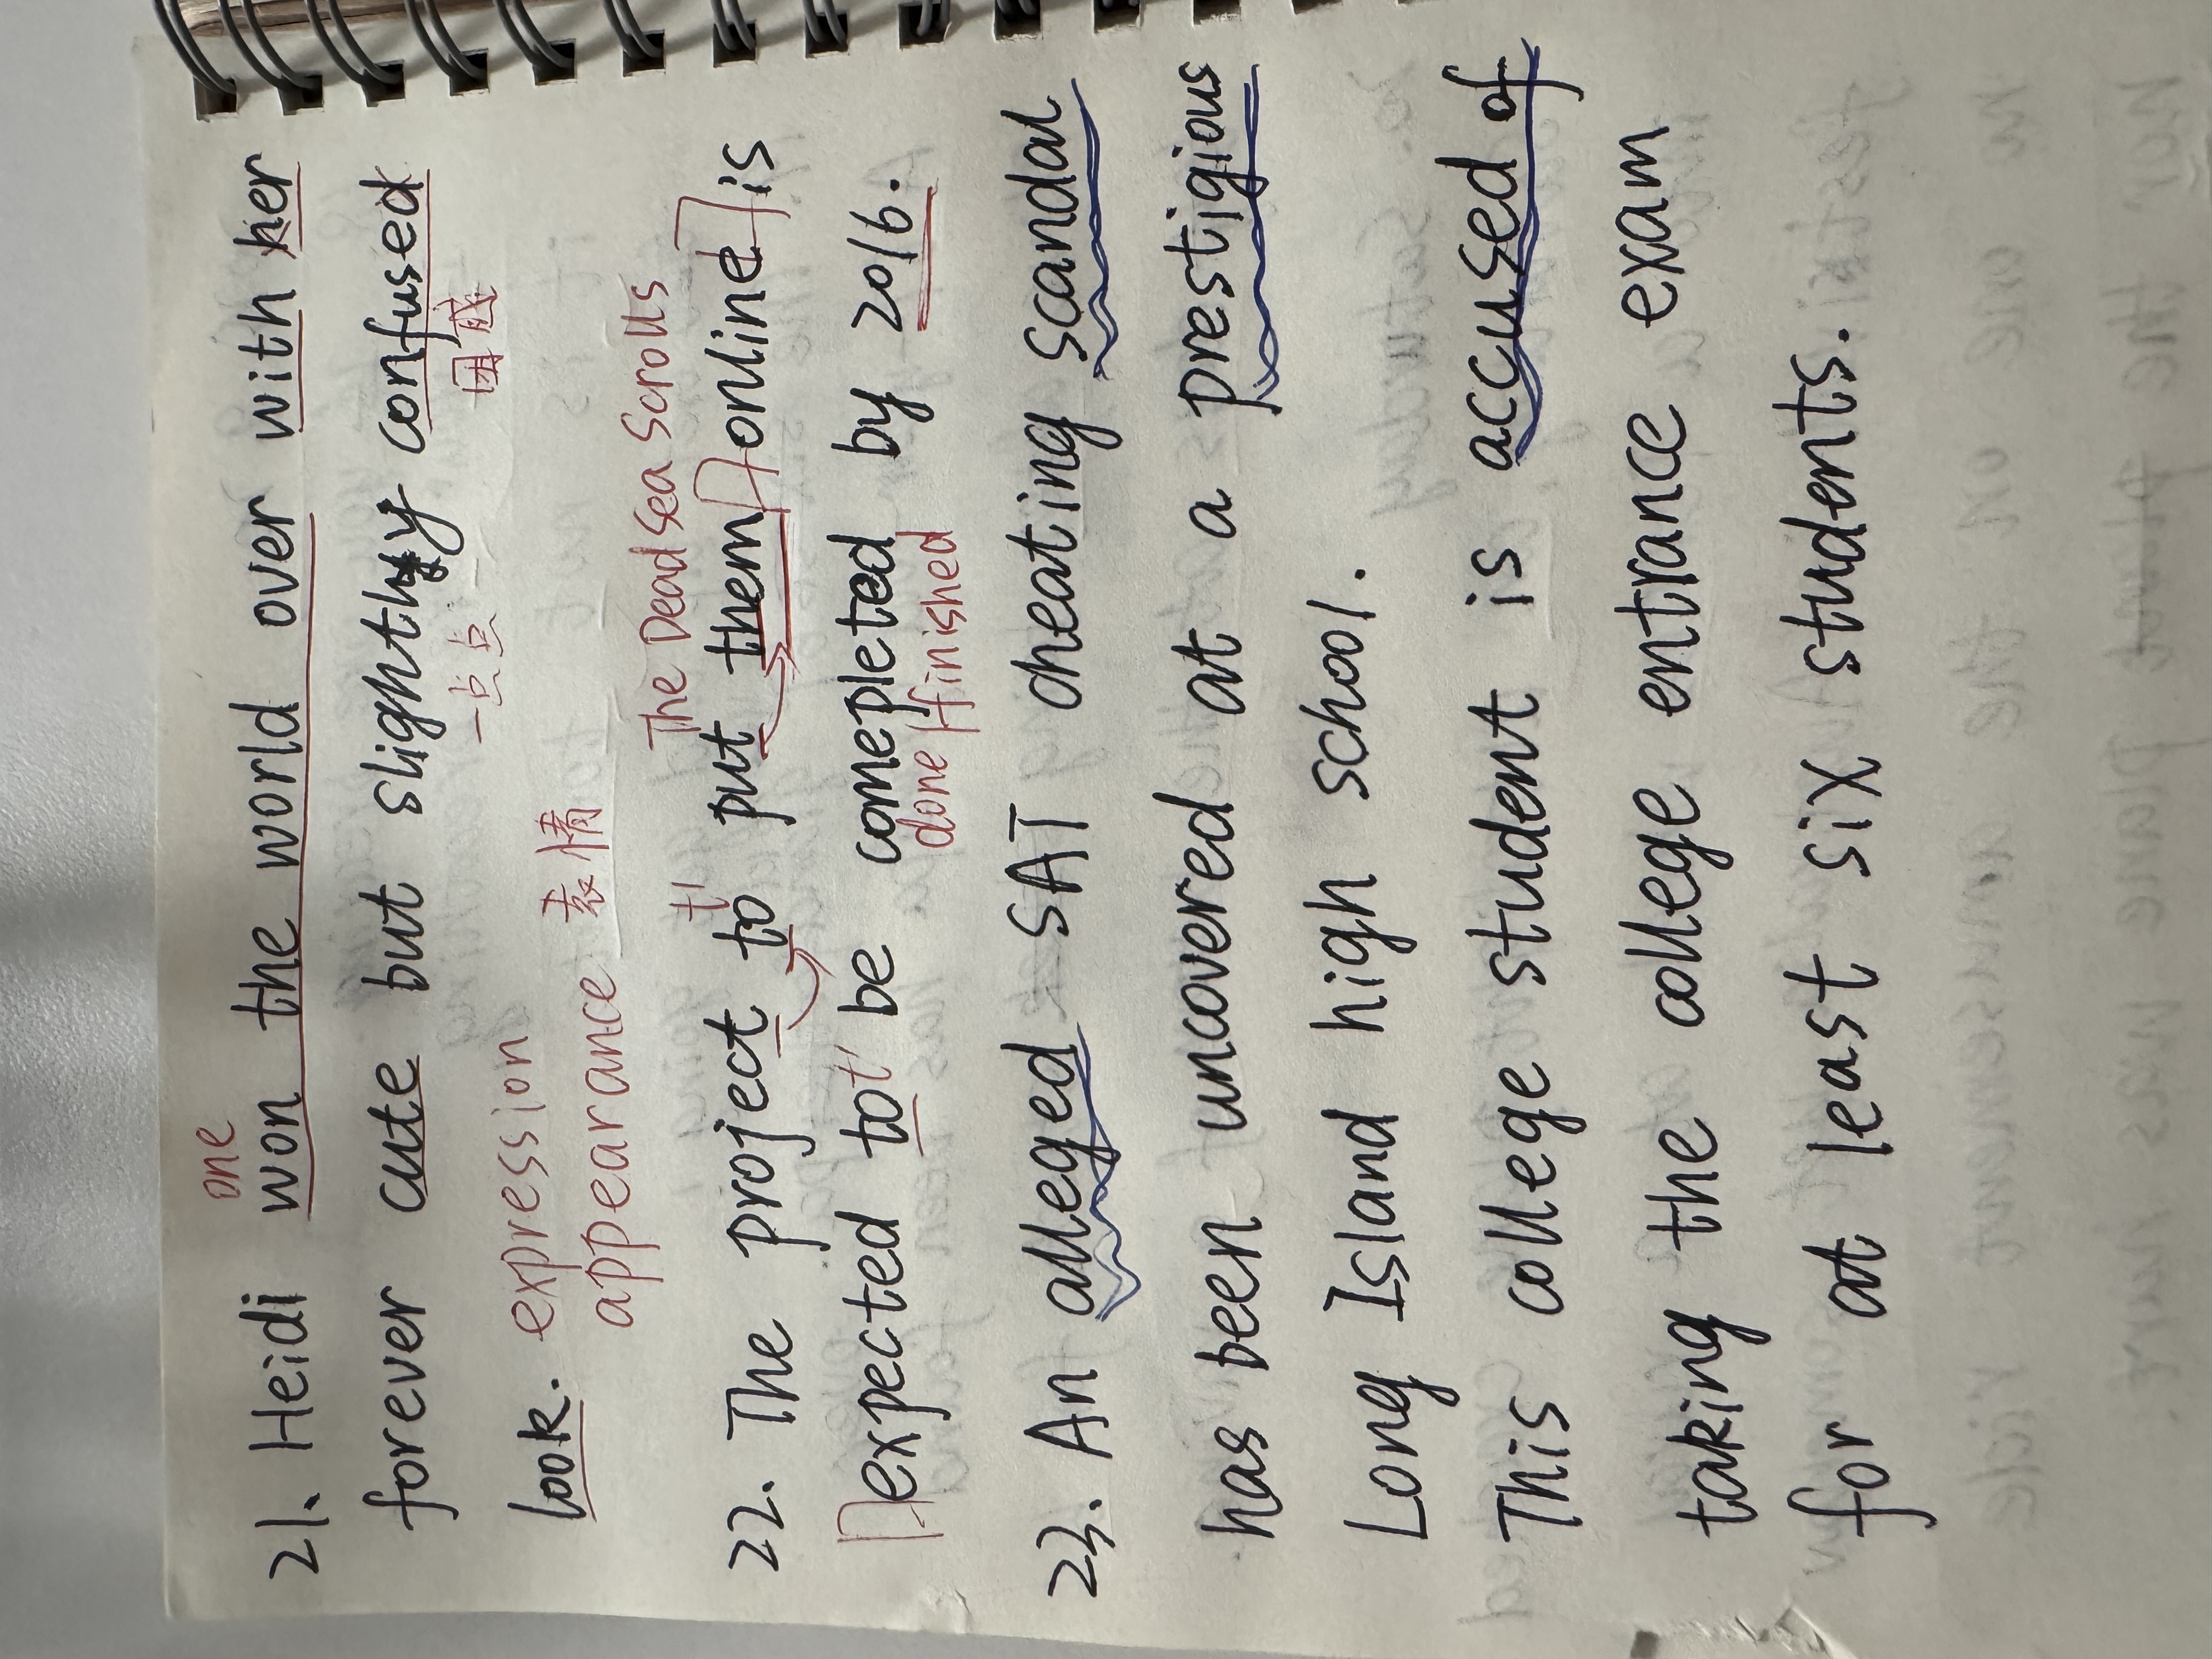 one
21. Heidi won the world over with her
forever cute but slightly confused
一点点 困惑
look. expression
appearance 表情
The Dead Sea Scrolls
t'
22. The project to put them online is
expected to t' be comepleted by 2016.
done/finished
23. An alleged SAT cheating scandal
has been uncovered at a prestigious
Long Island high school.
This college student is accused of
taking the college entrance exam
for at least six students.